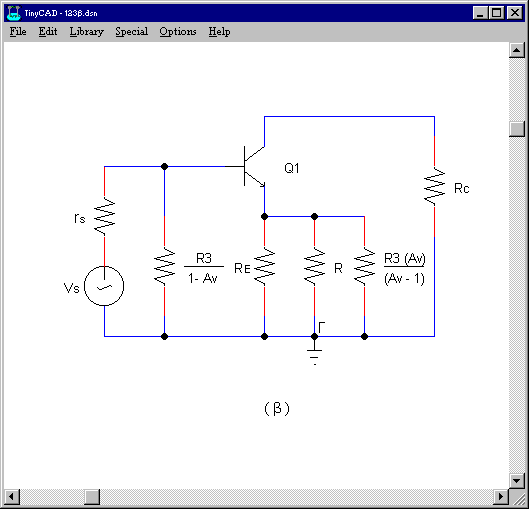 TinyCAD - 123β.dsn
File Edit Library Special Options Help
Q1
Rc
rs
R3
1- Av
RE
R
R3 (Av)
(Av - 1)
Vs
Γ
(β)